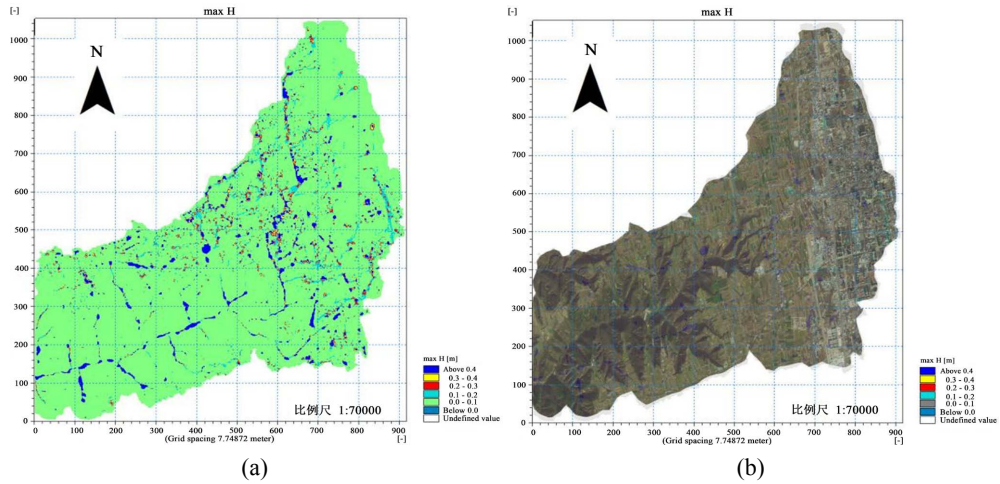 [-]
max H
1000
900
800
700
600
500
400
300
200
100
0
N
max H [m]
Above 0.4
0.3 - 0.4
0.2 - 0.3
0.1 - 0.2
0.0 - 0.1
Below 0.0
Undefined value
比例尺 1:70000
0 100 200 300 400 500 600 700 800 900
(Grid spacing 7.74872 meter)
[-]
(a)
[-]
max H
1000
900
800
700
600
500
400
300
200
100
0
N
max H [m]
Above 0.4
0.3 - 0.4
0.2 - 0.3
0.1 - 0.2
0.0 - 0.1
Below 0.0
Undefined value
比例尺 1:70000
0 100 200 300 400 500 600 700 800 900
(Grid spacing 7.74872 meter)
[-]
(b)